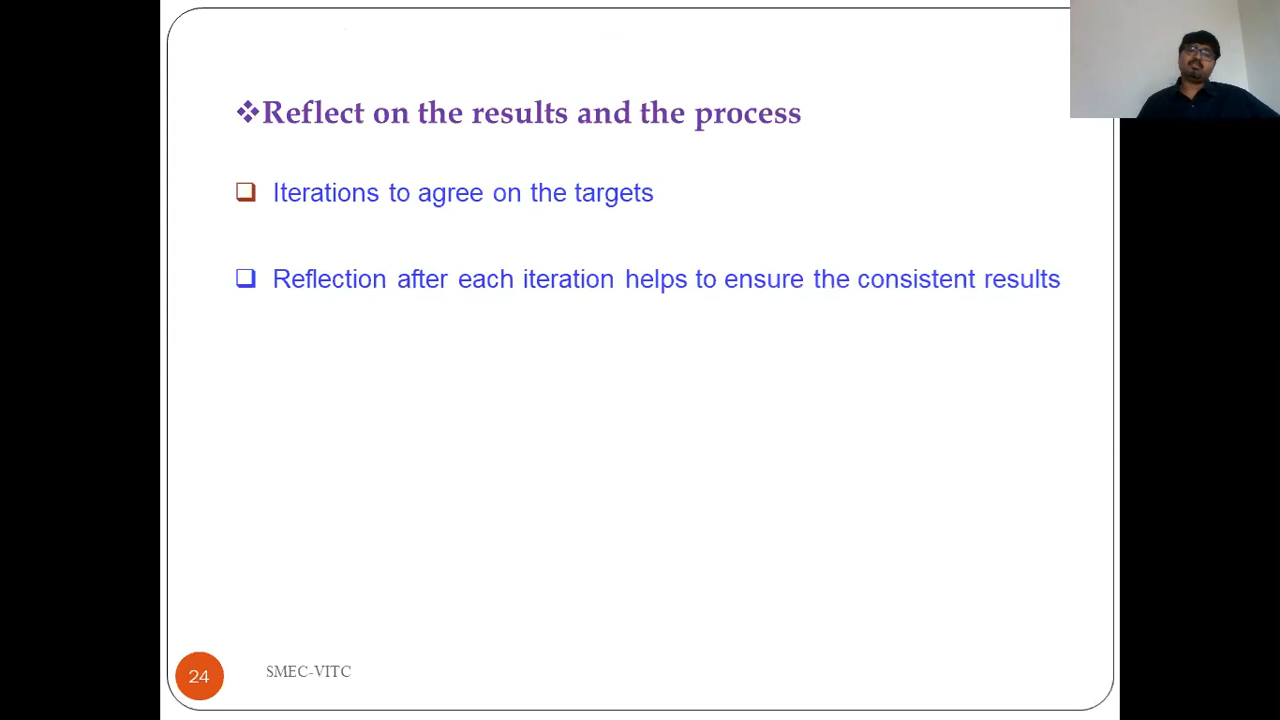 ❖Reflect on the results and the process
❑ Iterations to agree on the targets
❑ Reflection after each iteration helps to ensure the consistent results
24
SMEC-VITC